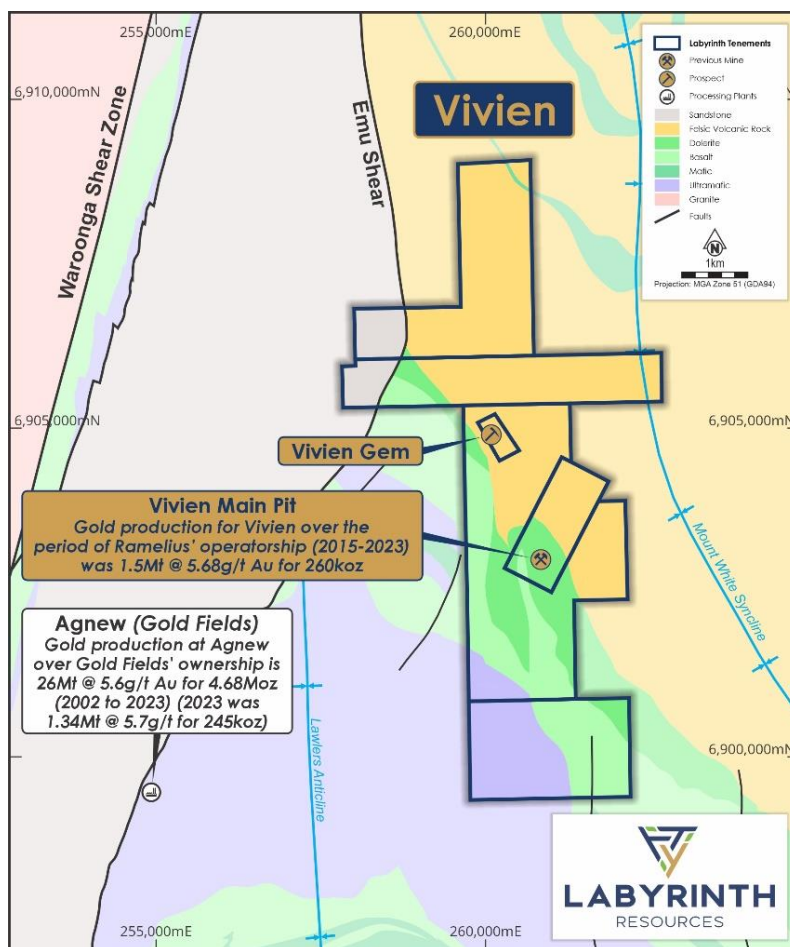 255,000mE
260,000mE
6,910,000mN
Waroonga Shear Zone
Emu Shear
Vivien
Labyrinth Tenements
Previous Mine
Prospect
Processing Plants
Sandstone
Felsic Volcanic Rock
Dolerite
Basalt
Mafic
Ultramafic
Granite
Faults
N
1km
Projection: MGA Zone 51 (GDA94)
6,905,000mN
6,905,000mN
Vivien Gem
Vivien Main Pit
Gold production for Vivien over the
period of Ramelius' operatorship (2015-2023)
was 1.5Mt @ 5.68g/t Au for 260koz
Mount White Syncline
Agnew (Gold Fields)
Gold production at Agnew
over Gold Fields' ownership is
26Mt @ 5.6g/t Au for 4.68Moz
(2002 to 2023) (2023 was
1.34Mt @ 5.7g/t for 245koz)
Lawlers Anticline
6,900,000mN
LABYRINTH
RESOURCES
255,000mE
260,000mE